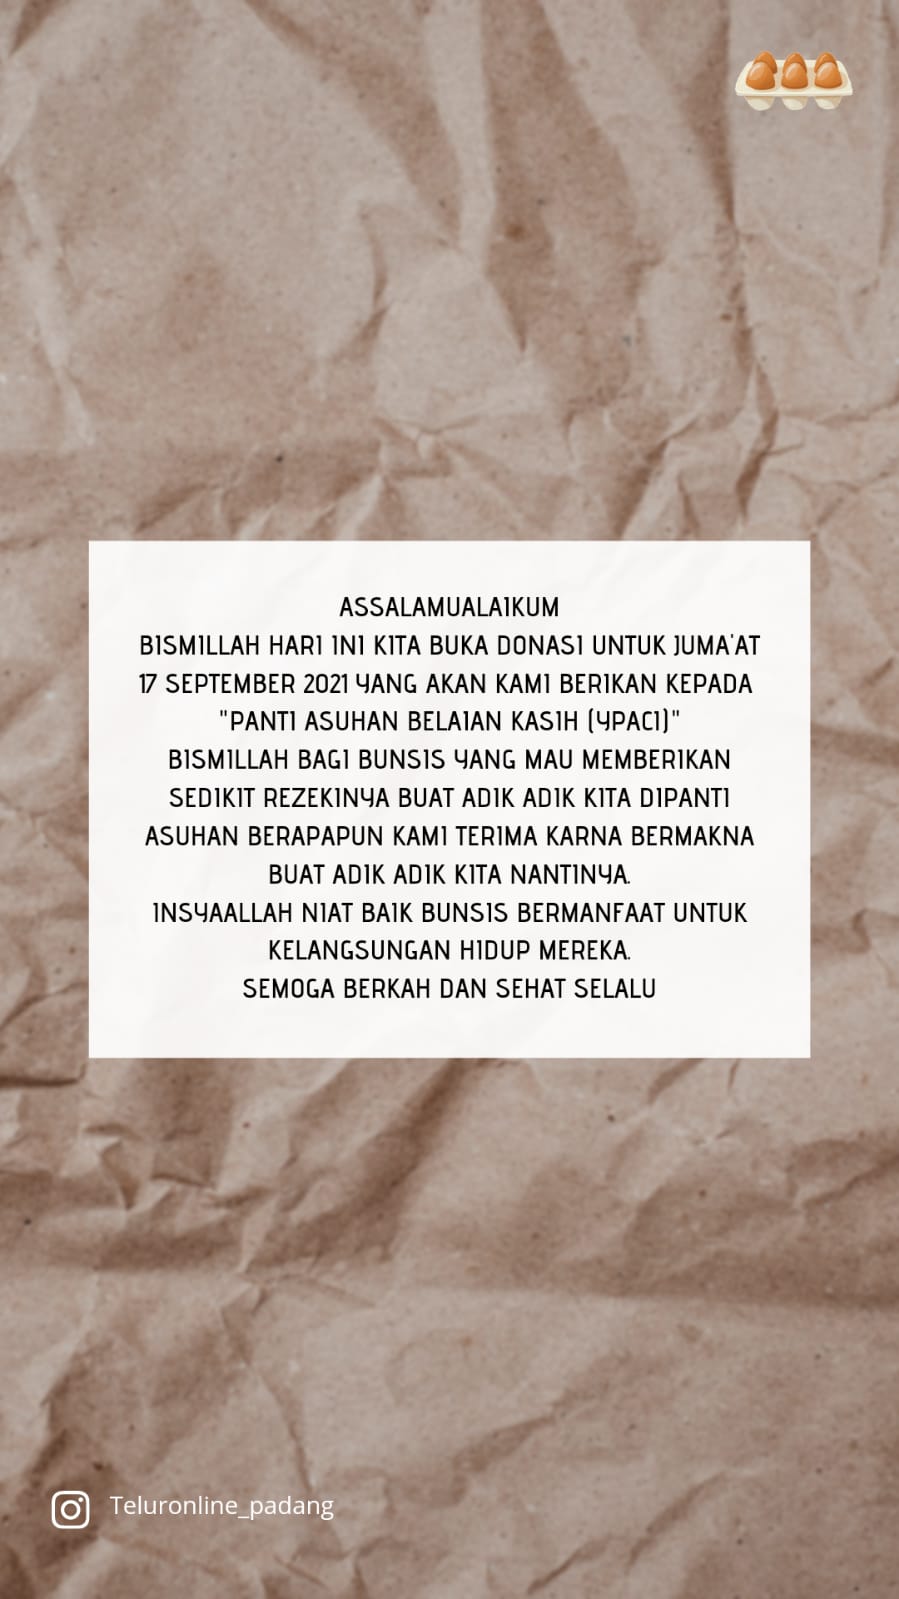 ASSALAMUALAIKUM
BISMILLAH HARI INI KITA BUKA DONASI UNTUK JUMA'AT
17 SEPTEMBER 2021 YANG AKAN KAMI BERIKAN KEPADA
"PANTI ASUHAN BELAIAN KASIH (YPACI)"
BISMILLAH BAGI BUNSIS YANG MAU MEMBERIKAN
SEDIKIT REZEKINYA BUAT ADIK ADIK KITA DIPANTI
ASUHAN BERAPAPUN KAMI TERIMA KARNA BERMAKNA
BUAT ADIK ADIK KITA NANTINYA.
INSYAALLAH NIAT BAIK BUNSIS BERMANFAAT UNTUK
KELANGSUNGAN HIDUP MEREKA.
SEMOGA BERKAH DAN SEHAT SELALU
Teluronline_padang